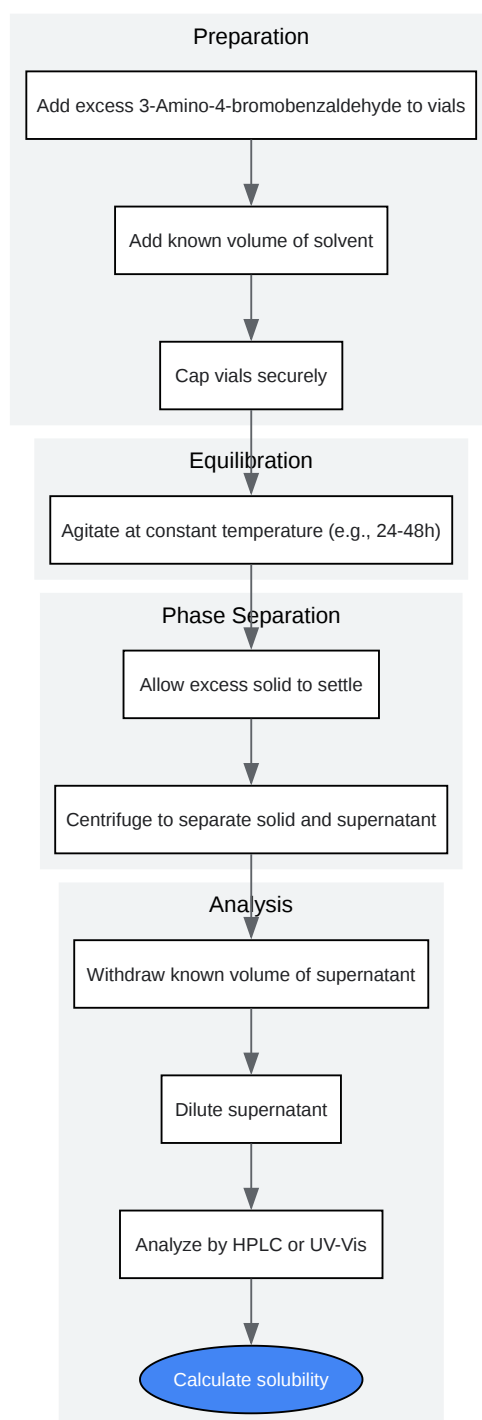 Preparation
Add excess 3-Amino-4-bromobenzaldehyde to vials
Add known volume of solvent
Cap vials securely
Equilibration
Agitate at constant temperature (e.g., 24-48h)
Phase Separation
Allow excess solid to settle
Centrifuge to separate solid and supernatant
Analysis
Withdraw known volume of supernatant
Dilute supernatant
Analyze by HPLC or UV-Vis
Calculate solubility